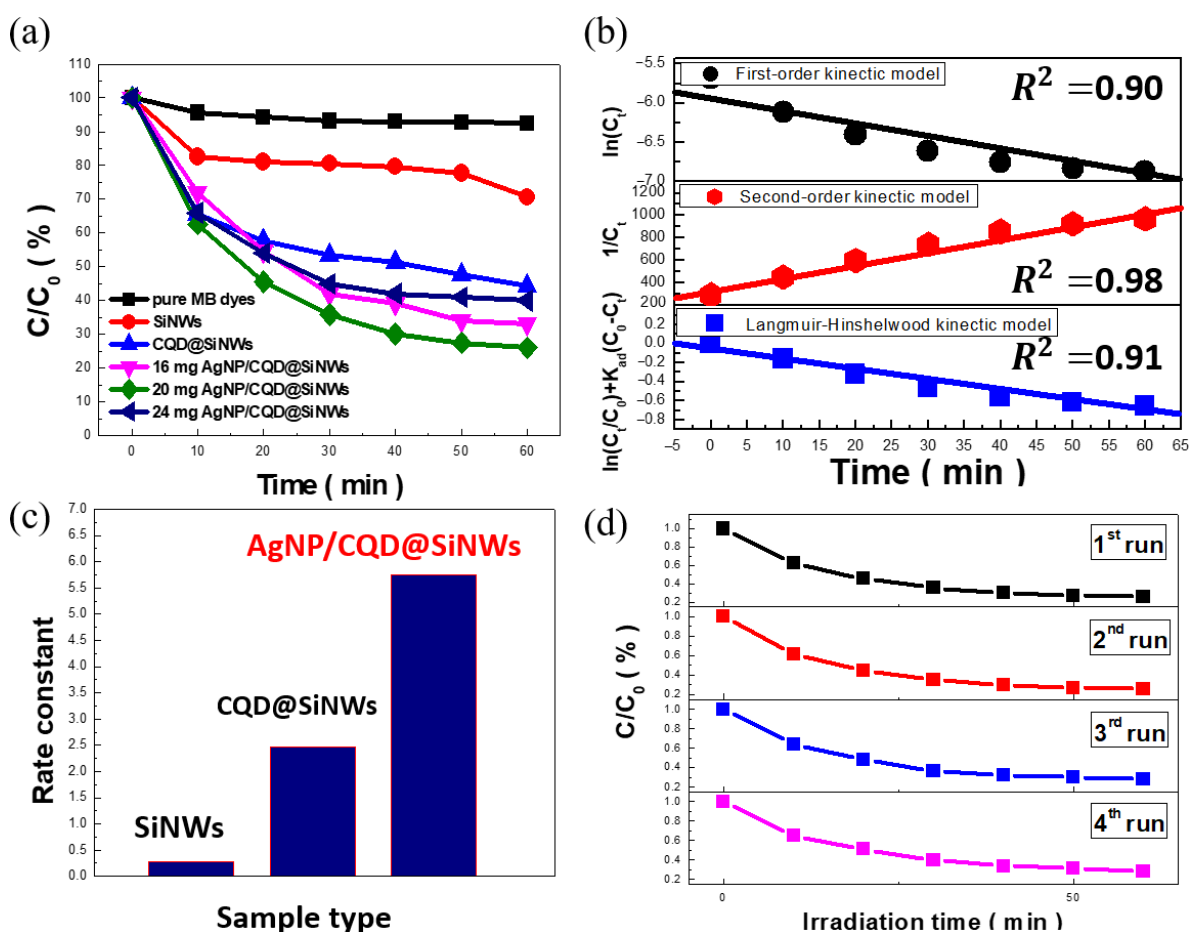 (a)
110
100
90
80
70
60
50
40
30
20
10
0
C/C0 ( % )
pure MB dyes
SiNWs
CQD@SiNWs
16 mg AgNP/CQD@SiNWs
20 mg AgNP/CQD@SiNWs
24 mg AgNP/CQD@SiNWs
0 10 20 30 40 50 60
Time ( min )
(b)
−5.5
−6.0
−6.5
−7.0
ln(Ct)
First-order kinectic model
R² =0.90
1200
1000
800
600
400
200
1/Ct
Second-order kinectic model
R² =0.98
0.2
0.0
−0.2
−0.4
−0.6
−0.8
ln(Ct/C0)+Kad(C0-Ct)
Langmuir-Hinshelwood kinectic model
R² =0.91
−5 0 5 10 15 20 25 30 35 40 45 50 55 60 65
Time ( min )
(c)
7.0
6.5
6.0
5.5
5.0
4.5
4.0
3.5
3.0
2.5
2.0
1.5
1.0
0.5
0.0
Rate constant
AgNP/CQD@SiNWs
CQD@SiNWs
SiNWs
Sample type
(d)
C/C0 ( % )
1.0
0.8
0.6
0.4
0.2
1st run
1.0
0.8
0.6
0.4
0.2
2nd run
1.0
0.8
0.6
0.4
0.2
3rd run
1.0
0.8
0.6
0.4
0.2
4th run
0 50
Irradiation time ( min )